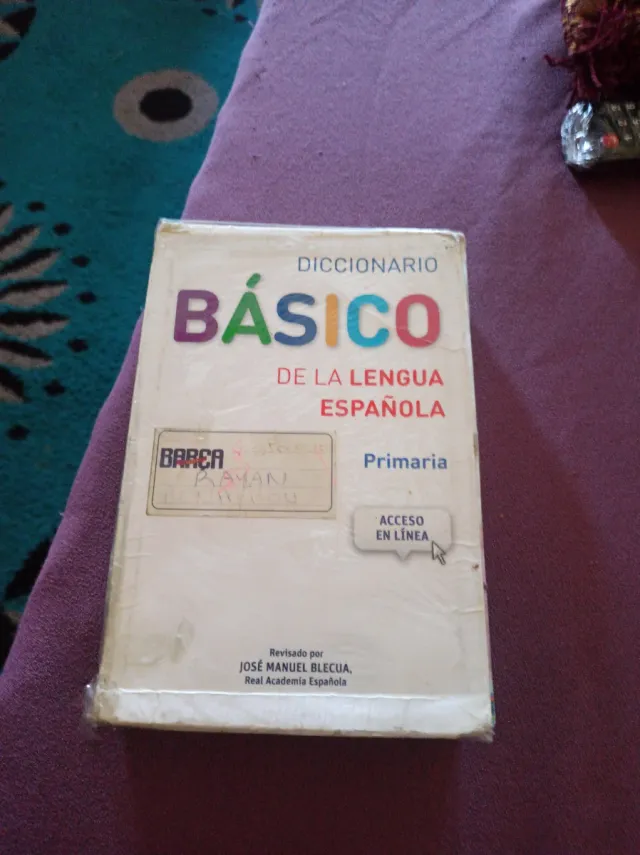 DICCIONARIO
BÁSICO
DE LA LENGUA
ESPAÑOLA
Primaria
BARÇA
RAYAN
ACCESO
EN LÍNEA
Revisado por
JOSÉ MANUEL BLECUA,
Real Academia Española